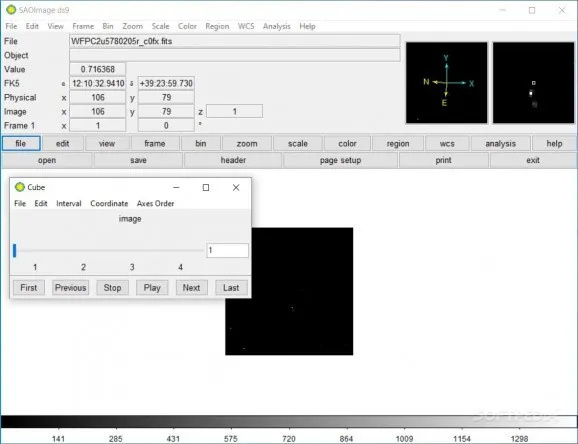 SAOImage ds9
File Edit View Frame Bin Zoom Scale Color Region WCS Analysis Help
File WFPC2u5780205r_c0fx.fits
Object
Value 0.716368
FK5 α 12:10:32.9410 δ +39:23:59.730
Physical x 106 y 79
Image x 106 y 79 z 1
Frame 1 x 1 0 °
Y
N X
E
file edit view frame bin zoom scale color region wcs analysis help
open save header page setup print exit
Cube
File Edit Interval Coordinate Axes Order
image
1
1 2 3 4
First Previous Stop Play Next Last
SOFTPEDIA
141 285 431 575 720 864 1009 1154 1298